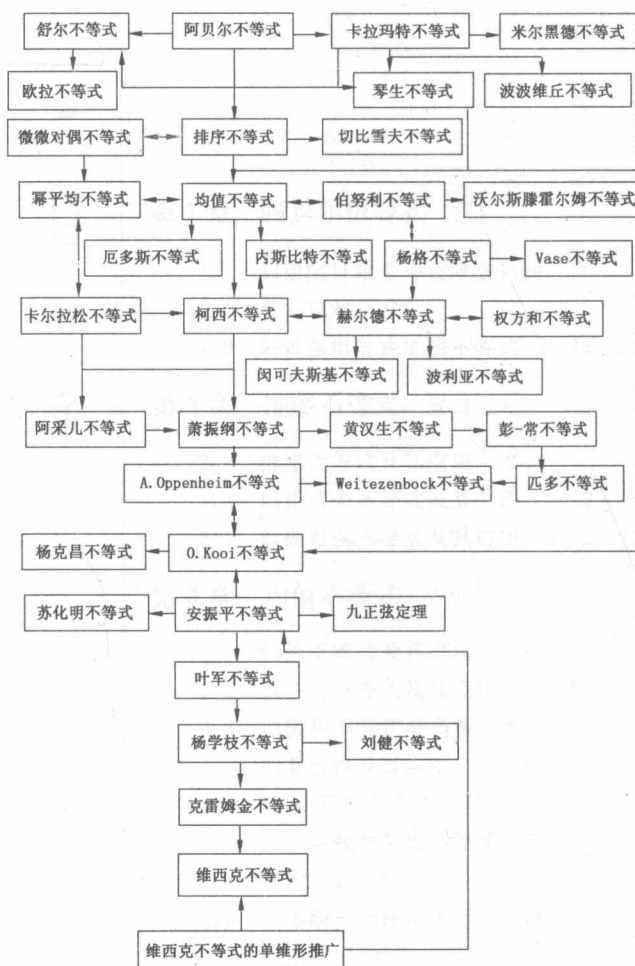 舒尔不等式
阿贝尔不等式
卡拉玛特不等式
米尔黑德不等式
欧拉不等式
琴生不等式
波波维丘不等式
微微对偶不等式
排序不等式
切比雪夫不等式
幂平均不等式
均值不等式
伯努利不等式
沃尔斯滕霍尔姆不等式
厄多斯不等式
内斯比特不等式
杨格不等式
Vasc不等式
卡尔松不等式
柯西不等式
赫尔德不等式
权方和不等式
闵可夫斯基不等式
波利亚不等式
阿采儿不等式
萧振纲不等式
黄汉生不等式
彭-常不等式
A.Oppenheim不等式
Weitezenbock不等式
匹多不等式
杨克昌不等式
O.Kooi不等式
苏化明不等式
安振平不等式
九正弦定理
叶军不等式
杨学枝不等式
刘健不等式
克雷姆金不等式
维西克不等式
维西克不等式的单维形推广